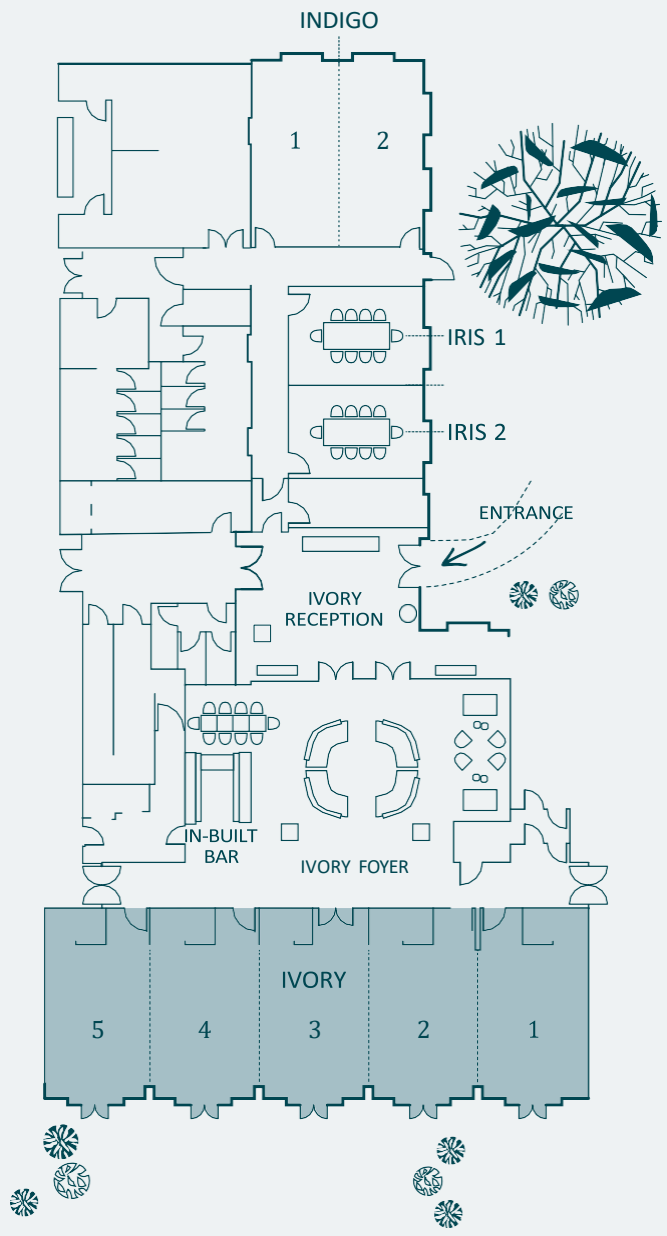 INDIGO
1
2
IRIS 1
IRIS 2
ENTRANCE
IVORY
RECEPTION
IN-BUILT
BAR
IVORY FOYER
IVORY
5
4
3
2
1